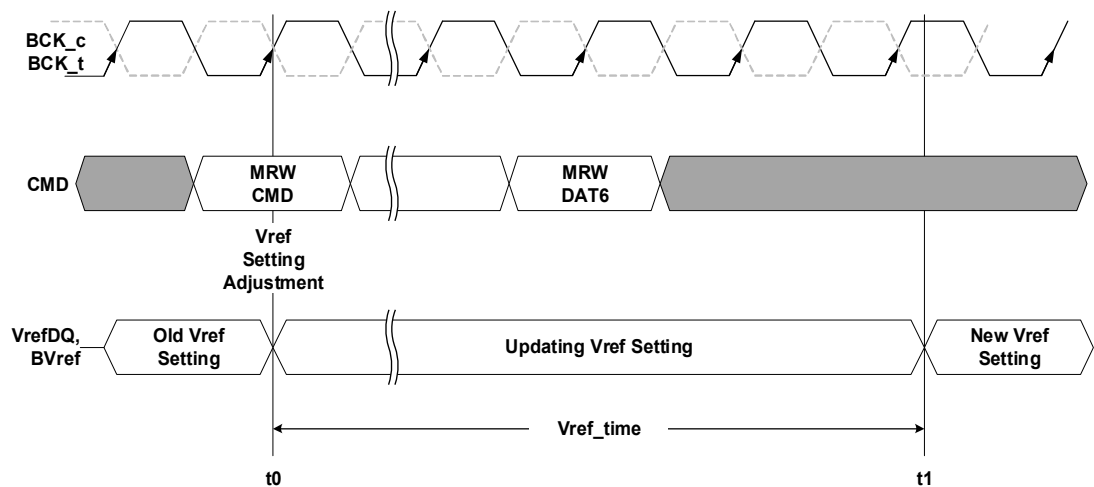 BCK_c
BCK_t
CMD
MRW
CMD
MRW
DAT6
Vref
Setting
Adjustment
VrefDQ,
BVref
Old Vref
Setting
Updating Vref Setting
New Vref
Setting
Vref_time
t0
t1